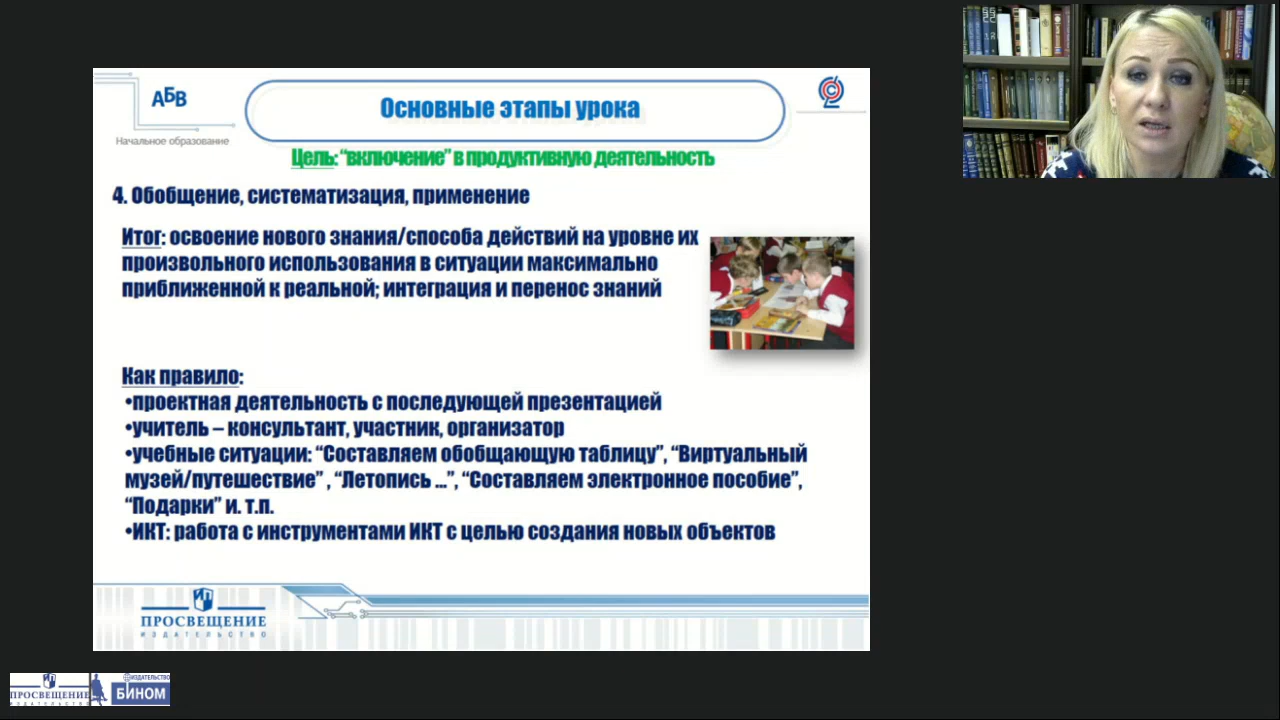 АБВ
Начальное образование
Основные этапы урока
Цель: “включение” в продуктивную деятельность
4. Обобщение, систематизация, применение
Итог: освоение нового знания/способа действий на уровне их
произвольного использования в ситуации максимально
приближенной к реальной; интеграция и перенос знаний
Как правило:
•проектная деятельность с последующей презентацией
•учитель – консультант, участник, организатор
•учебные ситуации: “Составляем обобщающую таблицу”, “Виртуальный
музей/путешествие” , “Летопись ...”, “Составляем электронное пособие”,
“Подарки” и. т.п.
•ИКТ: работа с инструментами ИКТ с целью создания новых объектов
ПРОСВЕЩЕНИЕ
ИЗДАТЕЛЬСТВО
ПРОСВЕЩЕНИЕ
ИЗДАТЕЛЬСТВО
ИЗДАТЕЛЬСТВО
БИНОМ